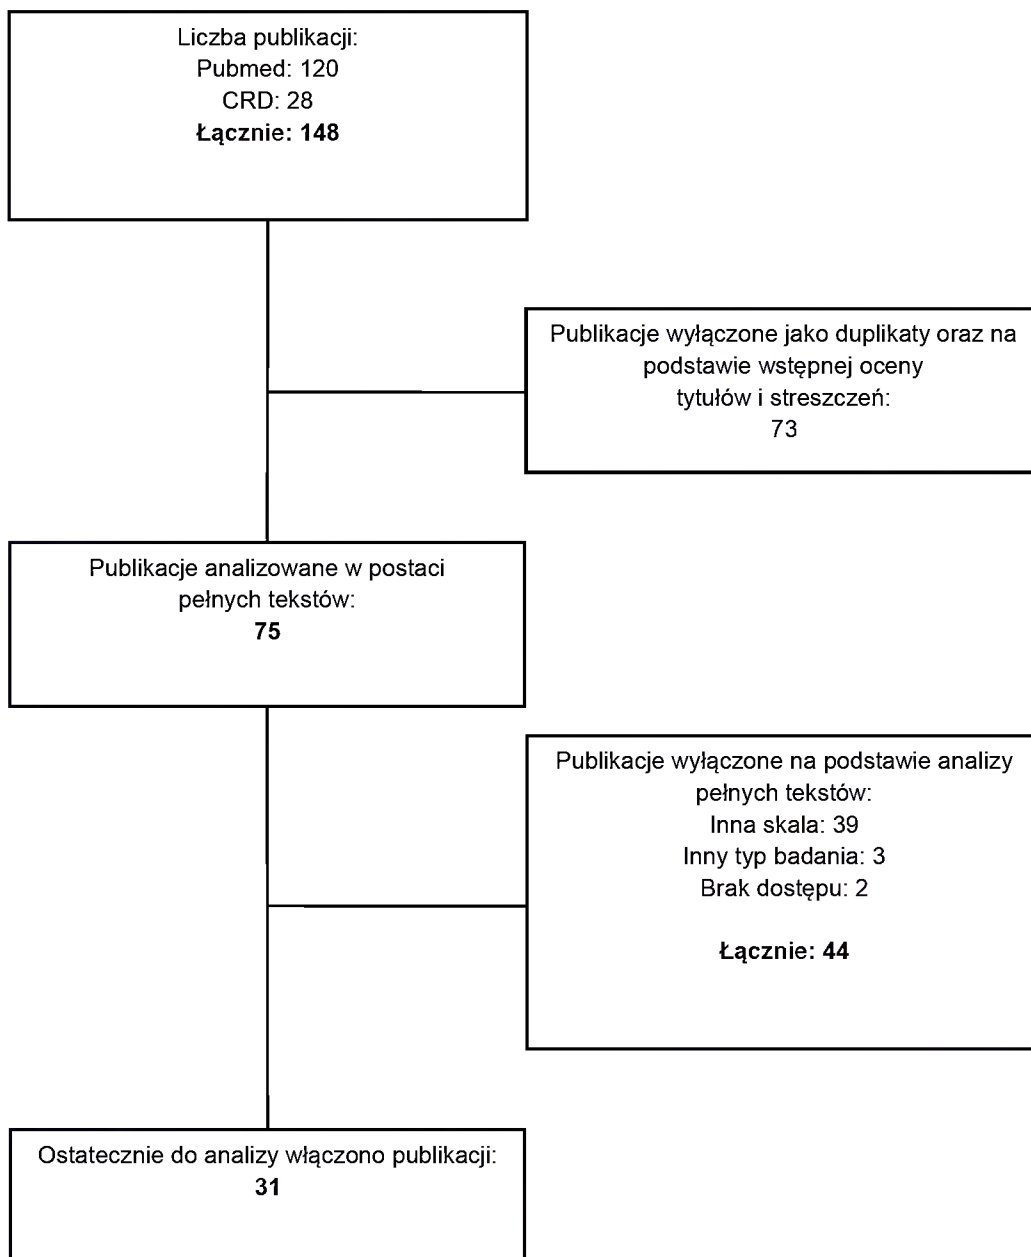 Liczba publikacji:
Pubmed: 120
CRD: 28
Łącznie: 148
Publikacje wyłączone jako duplikaty oraz na
podstawie wstępnej oceny
tytułów i streszczeń:
73
Publikacje analizowane w postaci
pełnych tekstów:
75
Publikacje wyłączone na podstawie analizy
pełnych tekstów:
Inna skala: 39
Inny typ badania: 3
Brak dostępu: 2
Łącznie: 44
Ostatecznie do analizy włączono publikacji:
31